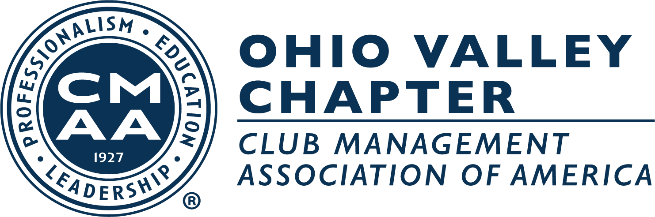 PROFESSIONALISM • EDUCATION • LEADERSHIP •
CM
AA
1927
®
OHIO VALLEY
CHAPTER
CLUB MANAGEMENT
ASSOCIATION OF AMERICA